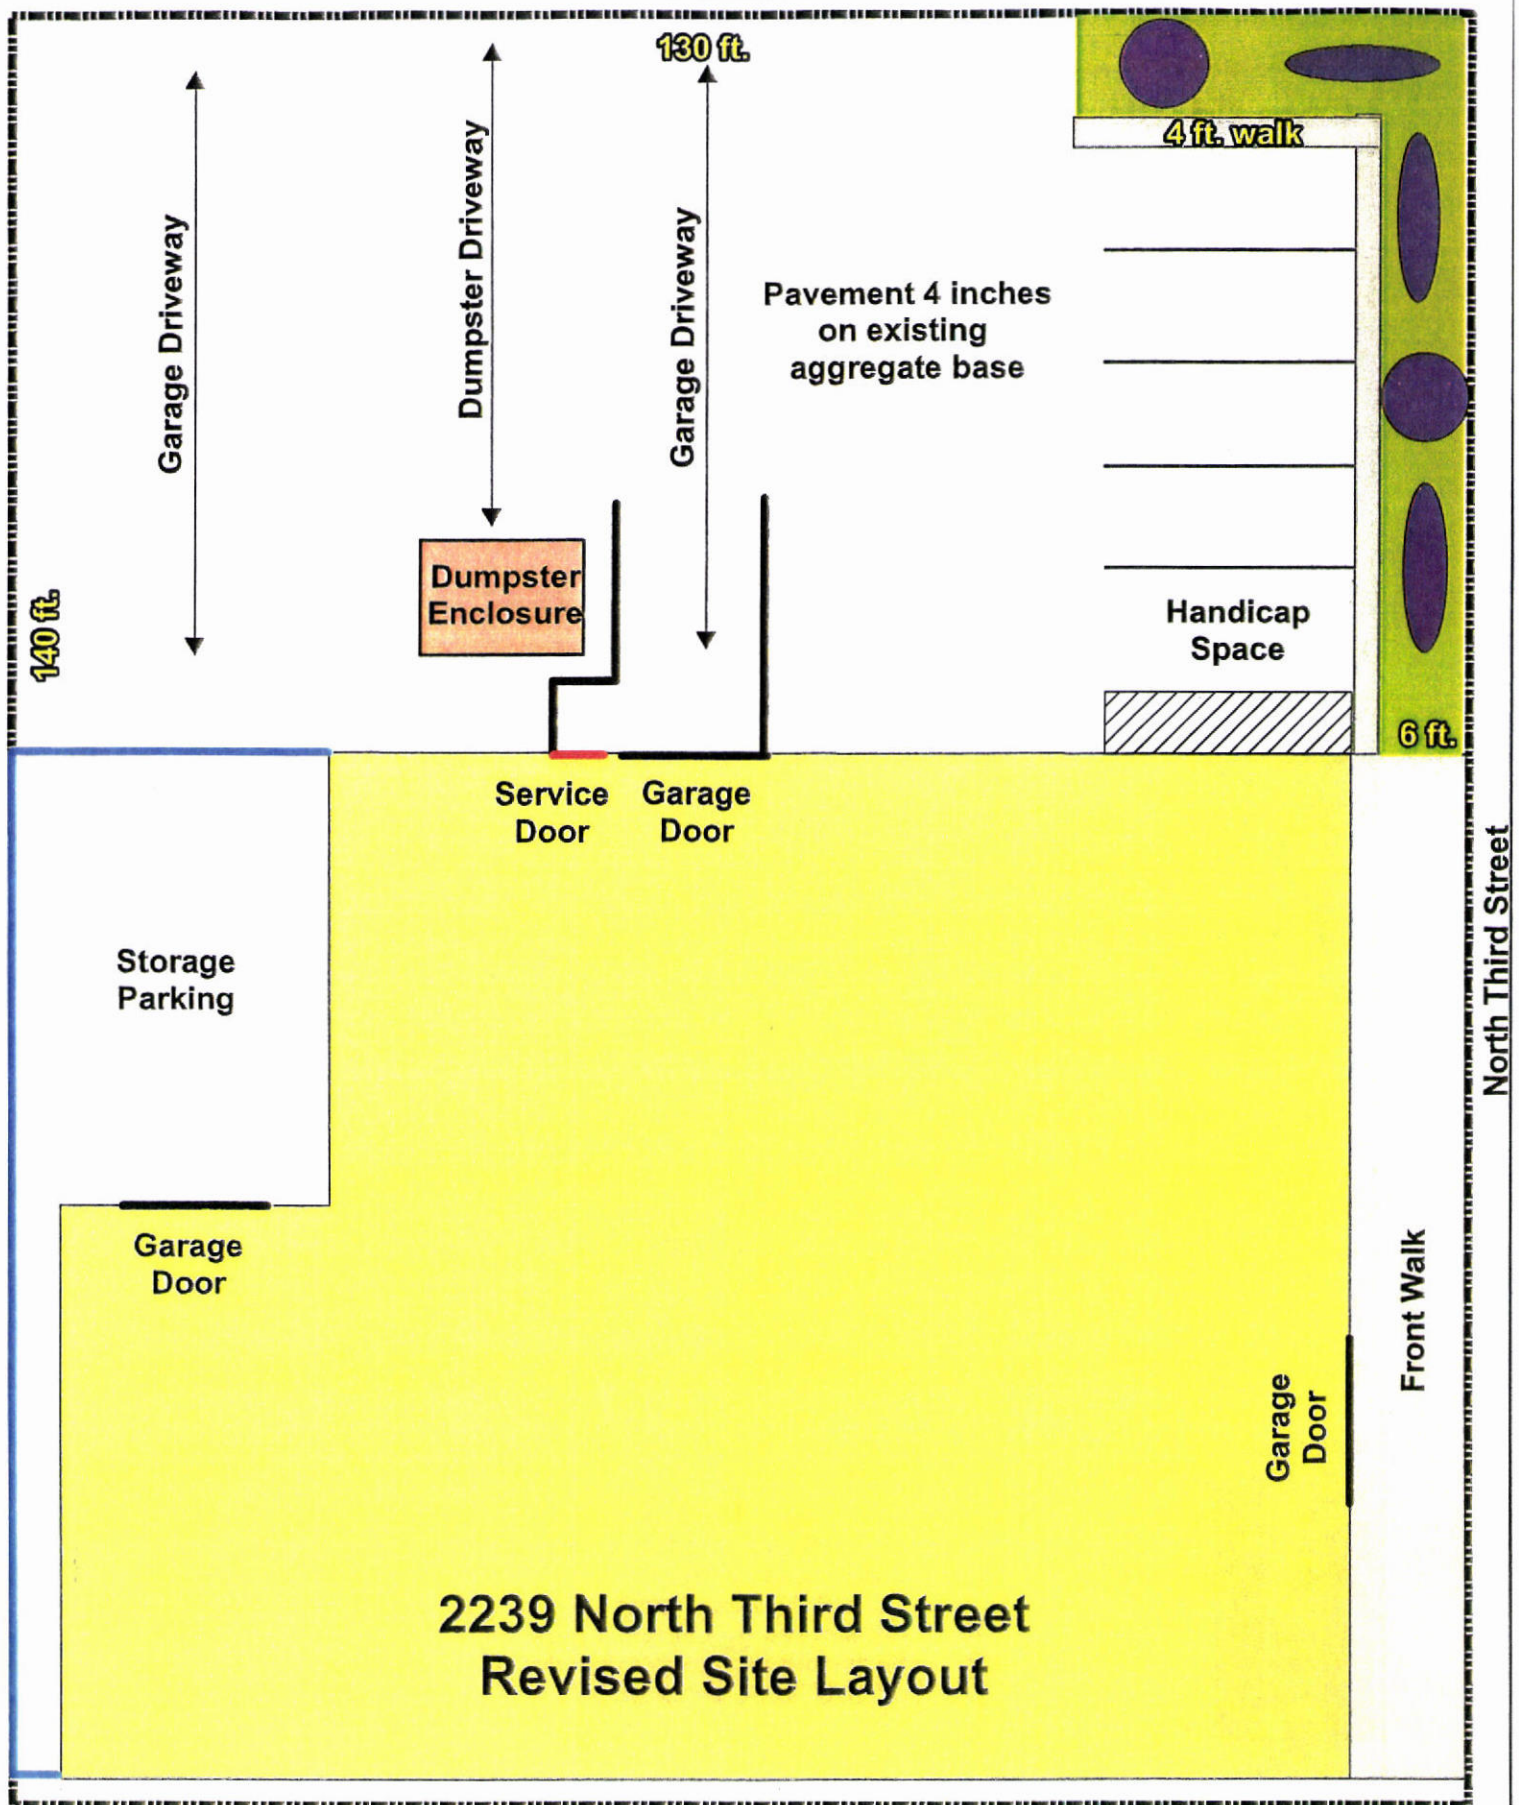 130 ft.
4 ft. walk
Garage Driveway
Dumpster Driveway
Garage Driveway
Pavement 4 inches
on existing
aggregate base
Dumpster
Enclosure
Handicap
Space
140 ft.
6 ft.
Service
Door
Garage
Door
North Third Street
Storage
Parking
Garage
Door
Front Walk
Garage
Door
2239 North Third Street
Revised Site Layout